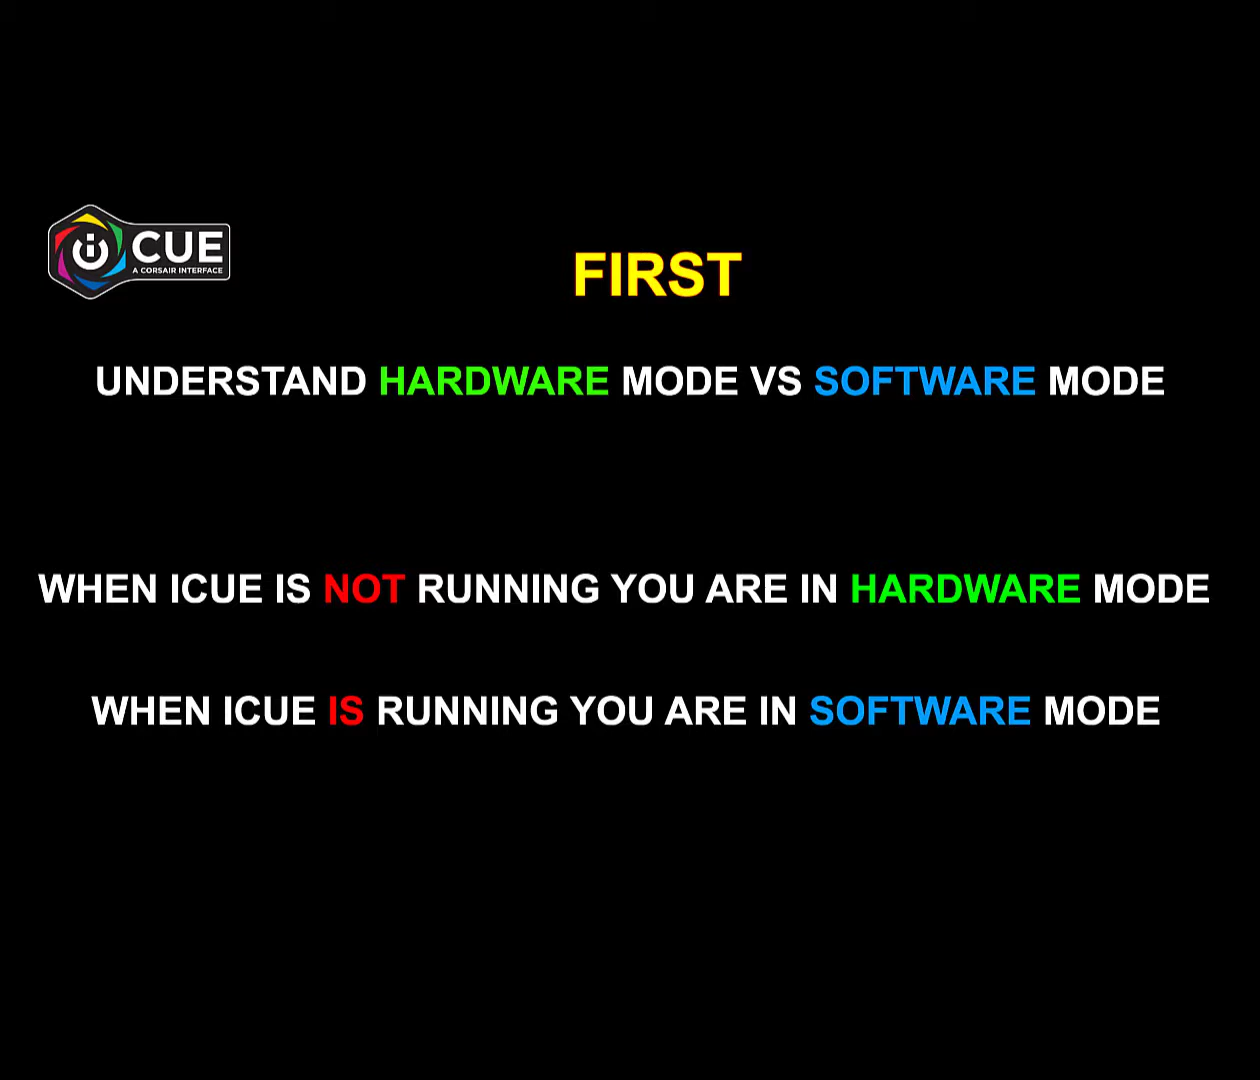 iCUE
A CORSAIR INTERFACE
FIRST
UNDERSTAND HARDWARE MODE VS SOFTWARE MODE
WHEN ICUE IS NOT RUNNING YOU ARE IN HARDWARE MODE
WHEN ICUE IS RUNNING YOU ARE IN SOFTWARE MODE